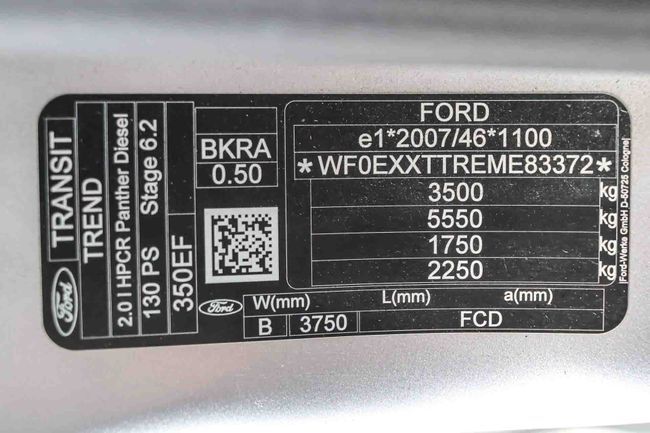 Ford
TRANSIT
TREND
2.0 l HPCR Panther Diesel
130 PS Stage 6.2
350EF
BKRA
0.50
FORD
e1*2007/46*1100
*WF0EXXTTREME83372*
3500 kg
5550 kg
1750 kg
2250 kg
Ford-Werke GmbH D-50725 Cologne
Ford
W(mm) L(mm) a(mm)
B 3750 FCD